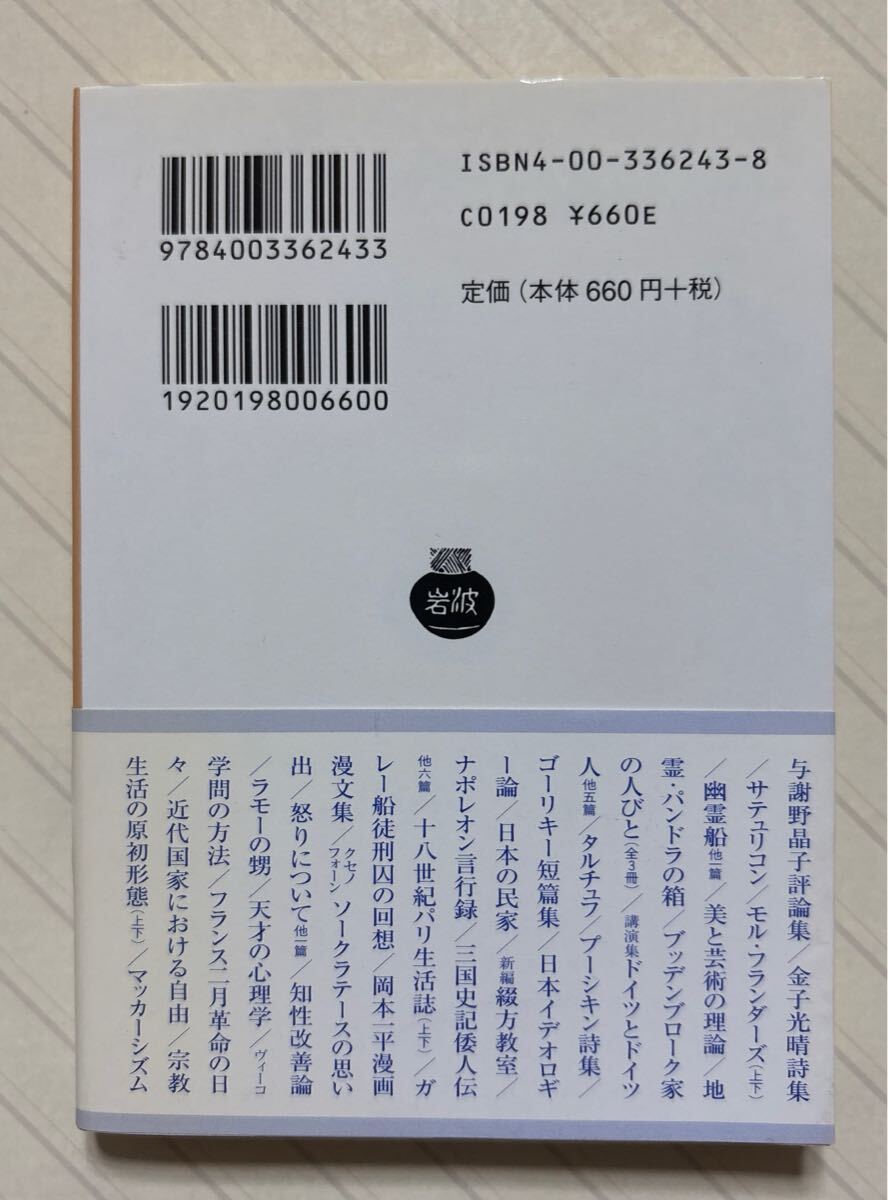 9784003362433
ISBN4-00-336243-8
C0198 ¥660E
定価(本体660円+税)
1920198006600
岩波
与謝野晶子評論集/金子光晴詩集
/サテュリコン/モル・フランダーズ(上下)
/幽霊船他一篇/美と芸術の理論/地
霊・パンドラの箱/ブッデンブローク家
の人びと(全3冊)/講演集ドイツとドイツ
人他五篇/タルチュフ/プーシキン詩集/
ゴーリキー短篇集/日本イデオロギ
ー論/日本の民家/新編綴方教室/
ナポレオン言行録/三国史記倭人伝
他六篇/十八世紀パリ生活誌(上下)/ガ
レー船徒刑囚の回想/岡本一平漫画
漫文集/クセノフォーン ソークラテースの思い
出/怒りについて他一篇/知性改善論
/ラモーの甥/天才の心理学/ヴィーコ
学問の方法/フランス二月革命の日
々/近代国家における自由/宗教
生活の原初形態(上下)/マッカーシズム